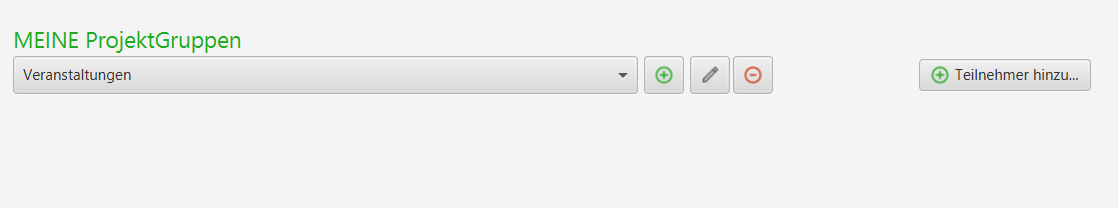 MEINE ProjektGruppen
Veranstaltungen
Teilnehmer hinzu...